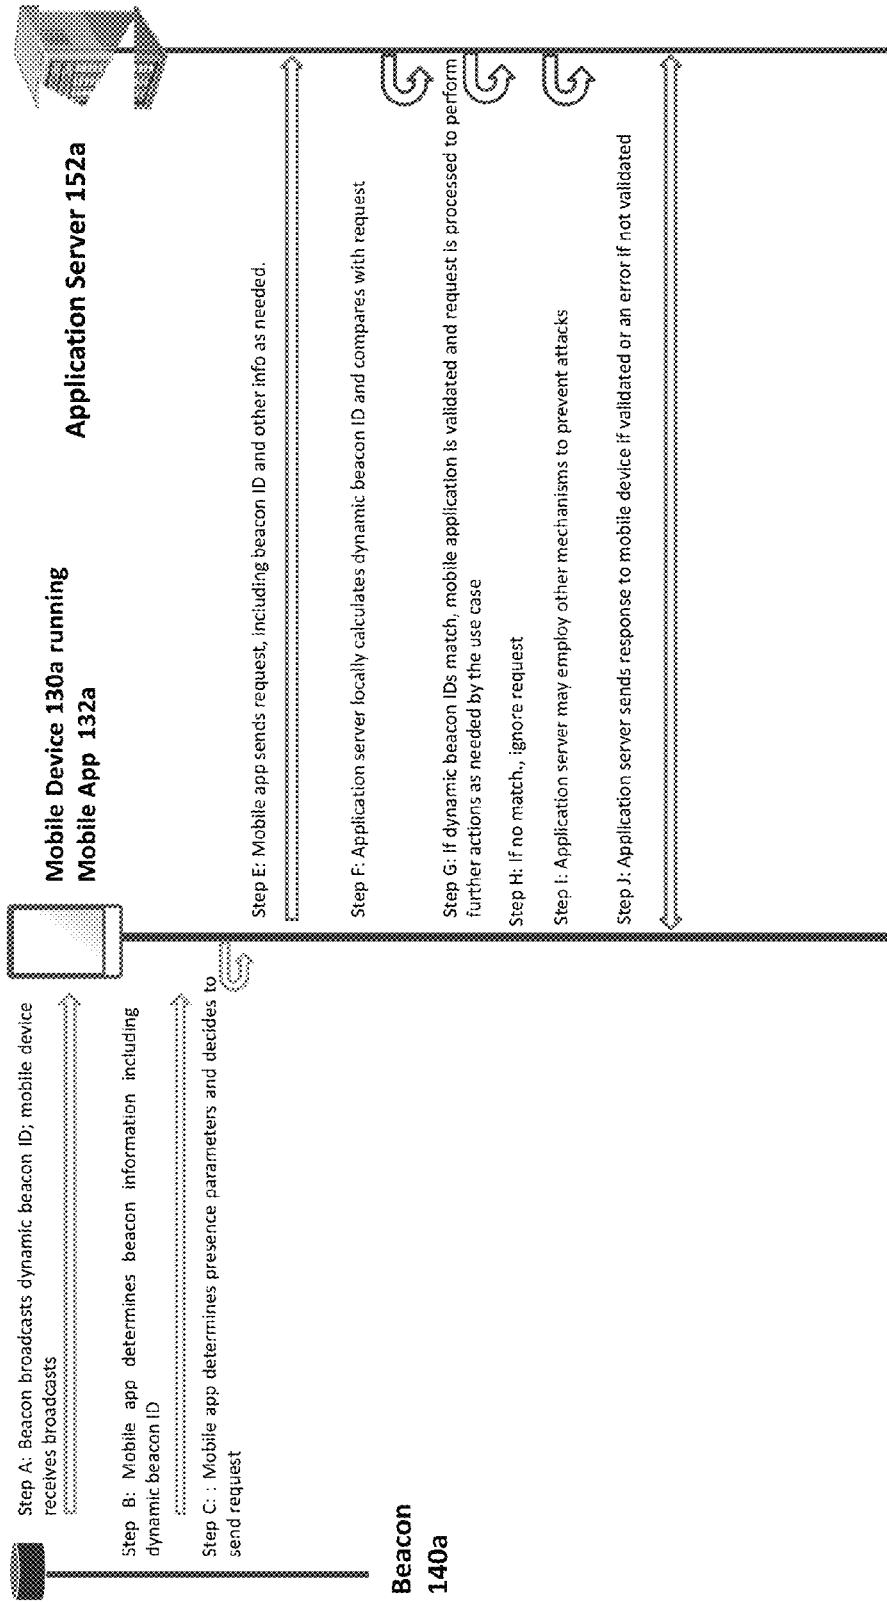 Beacon
140a
Mobile Device 130a running
Mobile App 132a
Application Server 152a
Step A: Beacon broadcasts dynamic beacon ID; mobile device
receives broadcasts
Step B: Mobile app determines beacon information including
dynamic beacon ID
Step C: : Mobile app determines presence parameters and decides to
send request
Step E: Mobile app sends request, including beacon ID and other info as needed.
Step F: Application server locally calculates dynamic beacon ID and compares with request
Step G: If dynamic beacon IDs match, mobile application is validated and request is processed to perform
further actions as needed by the use case
Step H: If no match., ignore request
Step I: Application server may employ other mechanisms to prevent attacks
Step J: Application server sends response to mobile device if validated or an error if not validated